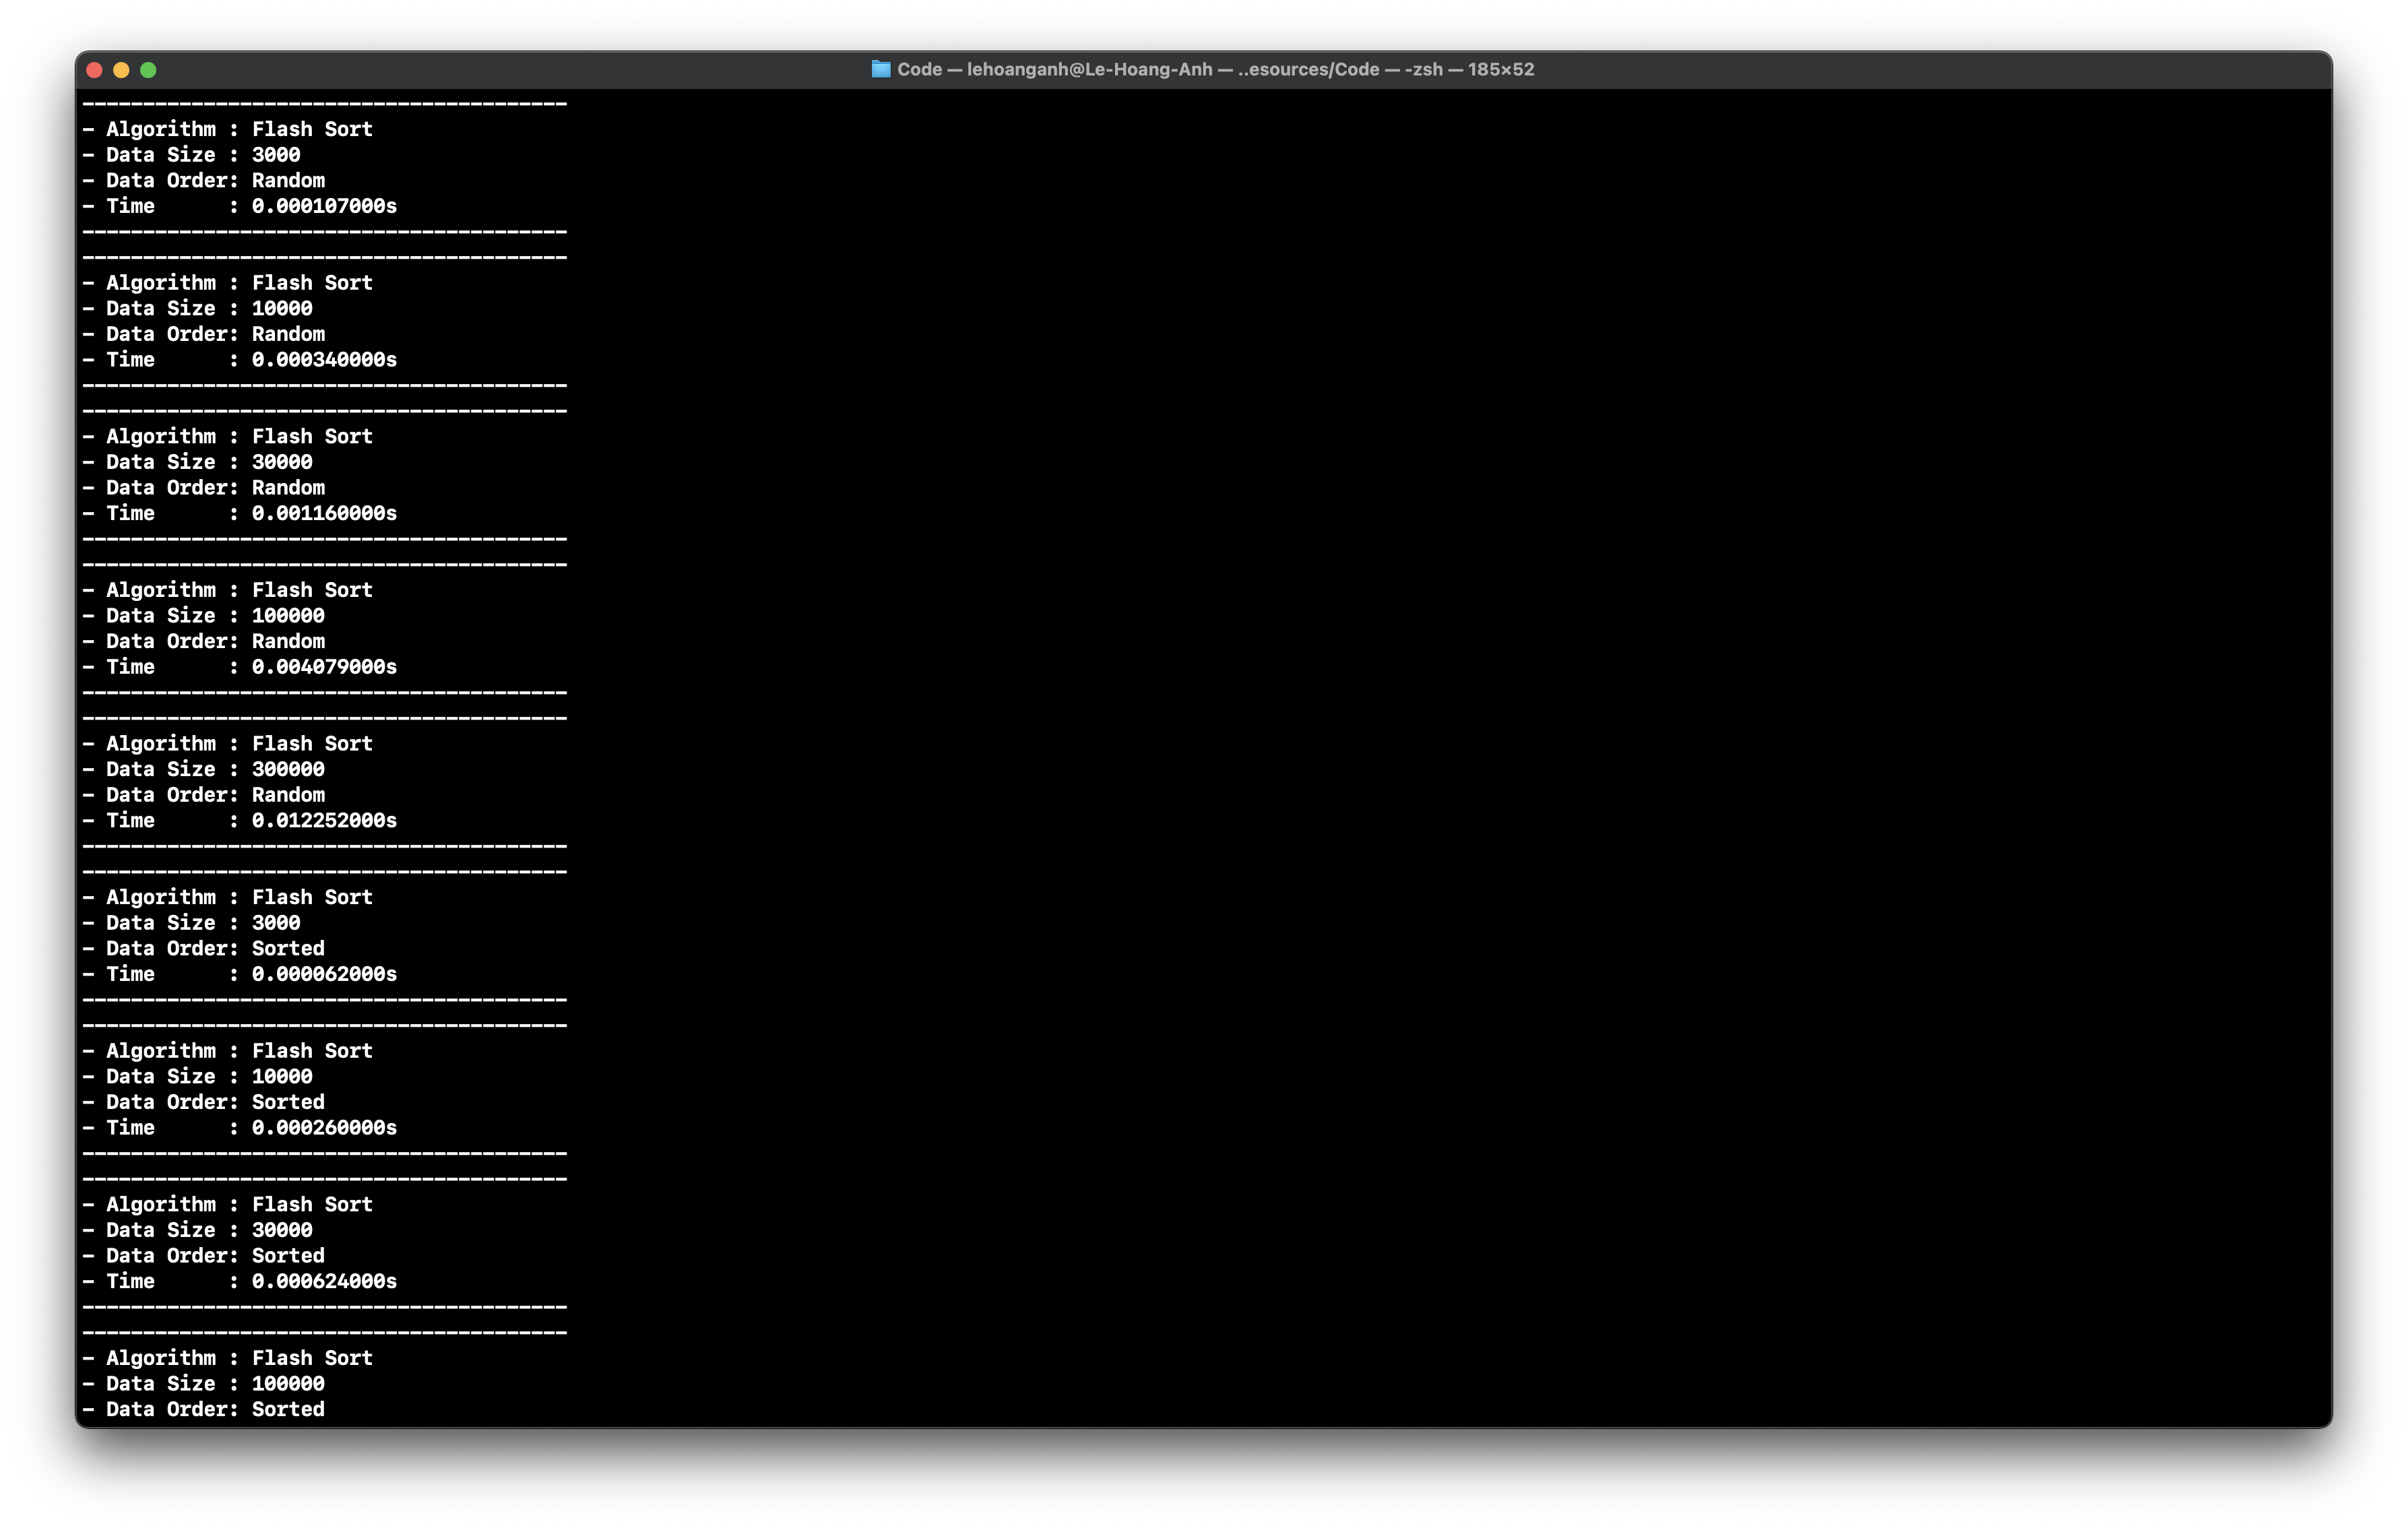 Code — lehoanganh@Le-Hoang-Anh — ..esources/Code — -zsh — 185×52
----------------------------------------
- Algorithm : Flash Sort
- Data Size : 3000
- Data Order: Random
- Time      : 0.000107000s
----------------------------------------
----------------------------------------
- Algorithm : Flash Sort
- Data Size : 10000
- Data Order: Random
- Time      : 0.000340000s
----------------------------------------
----------------------------------------
- Algorithm : Flash Sort
- Data Size : 30000
- Data Order: Random
- Time      : 0.001160000s
----------------------------------------
----------------------------------------
- Algorithm : Flash Sort
- Data Size : 100000
- Data Order: Random
- Time      : 0.004079000s
----------------------------------------
----------------------------------------
- Algorithm : Flash Sort
- Data Size : 300000
- Data Order: Random
- Time      : 0.012252000s
----------------------------------------
----------------------------------------
- Algorithm : Flash Sort
- Data Size : 3000
- Data Order: Sorted
- Time      : 0.000062000s
----------------------------------------
----------------------------------------
- Algorithm : Flash Sort
- Data Size : 10000
- Data Order: Sorted
- Time      : 0.000260000s
----------------------------------------
----------------------------------------
- Algorithm : Flash Sort
- Data Size : 30000
- Data Order: Sorted
- Time      : 0.000624000s
----------------------------------------
----------------------------------------
- Algorithm : Flash Sort
- Data Size : 100000
- Data Order: Sorted